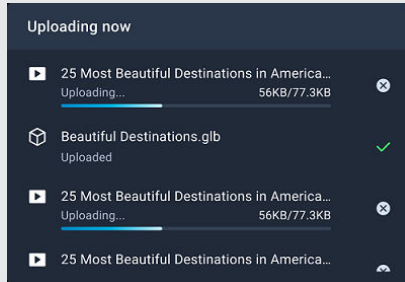 Uploading now
25 Most Beautiful Destinations in America...
Uploading... 56KB/77.3KB
Beautiful Destinations.glb
Uploaded
25 Most Beautiful Destinations in America...
Uploading... 56KB/77.3KB
25 Most Beautiful Destinations in America...